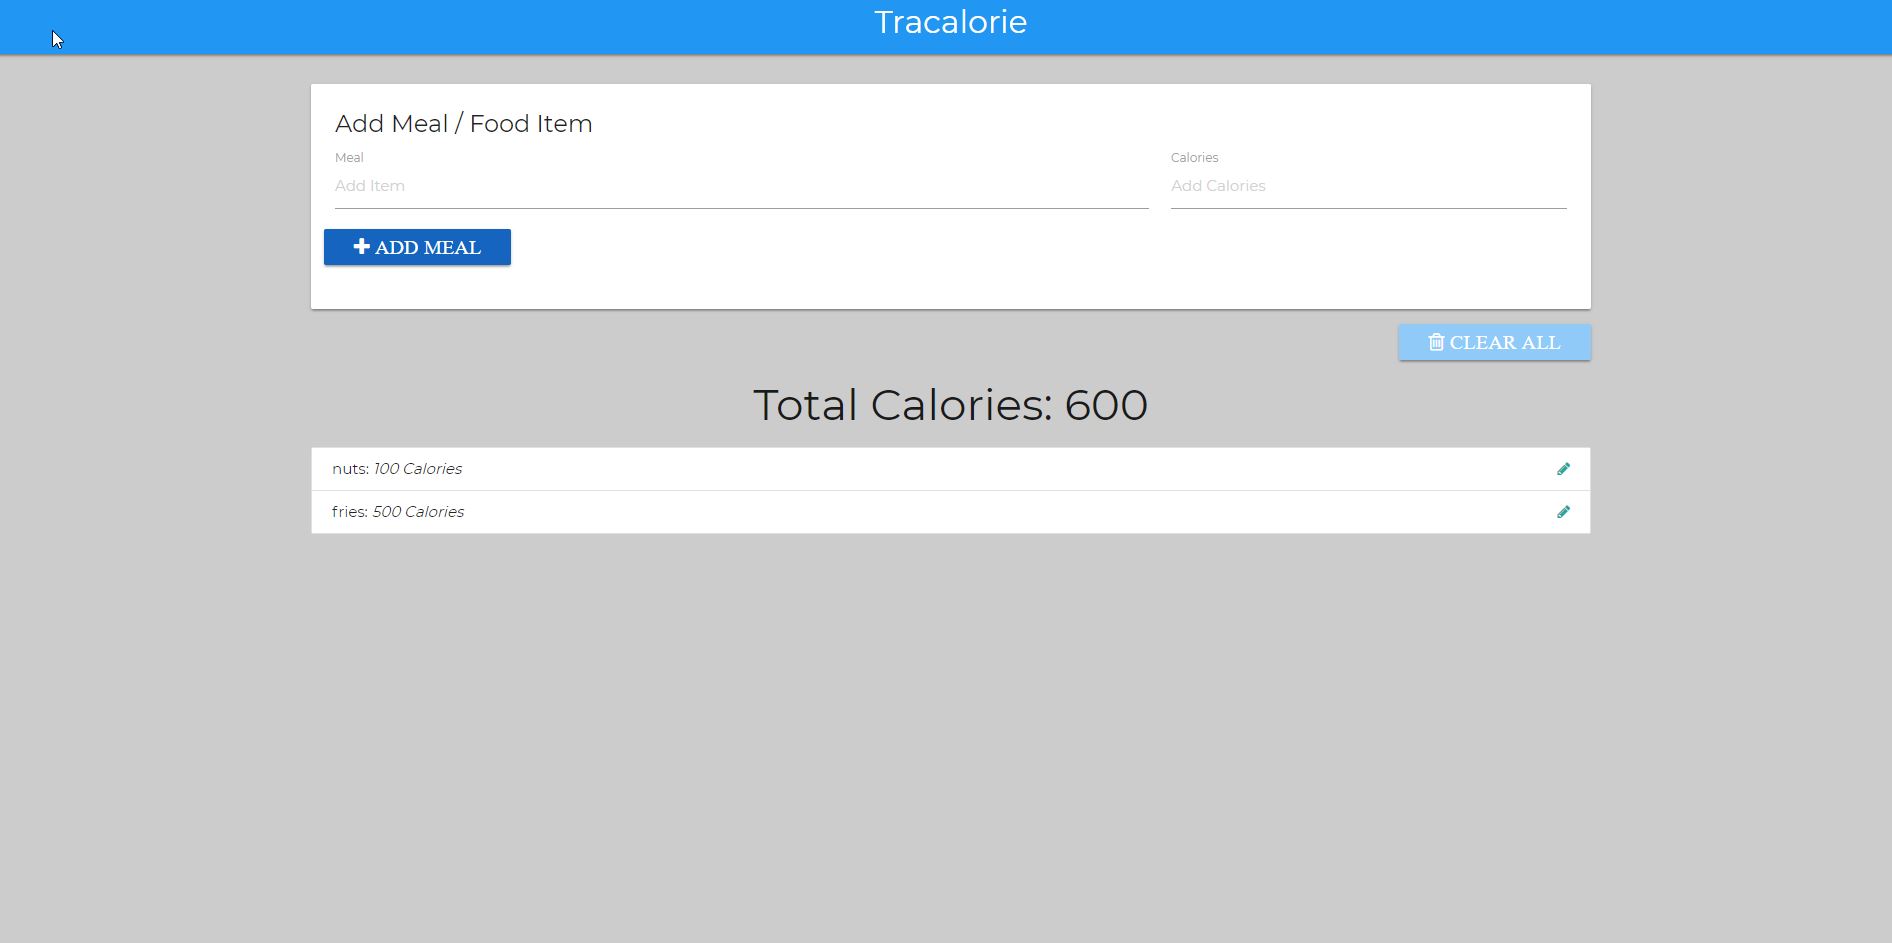 Tracalorie
Add Meal / Food Item
Meal
Calories
Add Item
Add Calories
ADD MEAL
CLEAR ALL
Total Calories: 600
nuts: 100 Calories
fries: 500 Calories